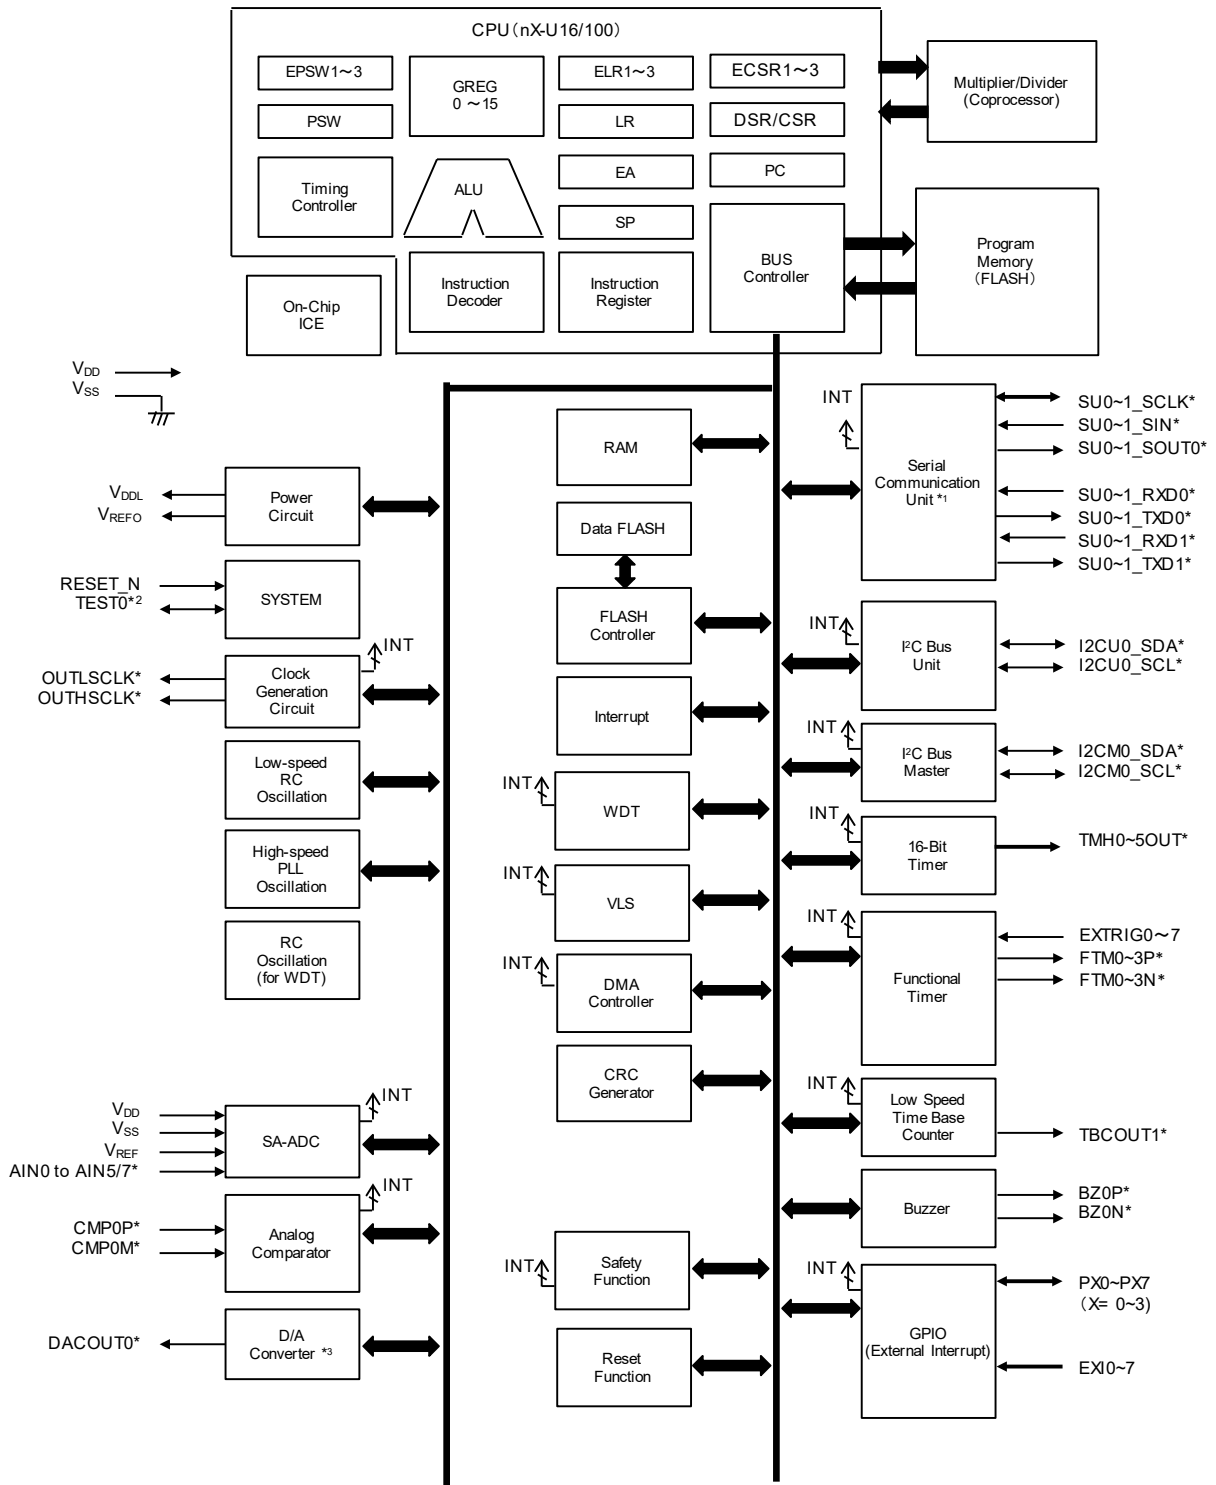 CPU（nX-U16/100）
EPSW1～3
GREG
0 ～15
ELR1～3
ECSR1～3
PSW
LR
DSR/CSR
Timing
Controller
ALU
EA
PC
SP
BUS
Controller
Instruction
Decoder
Instruction
Register
On-Chip
ICE
Multiplier/Divider
(Coprocessor)
Program
Memory
（FLASH）
VDD
VSS
VDDL
VREFO
Power
Circuit
RESET_N
TEST0*2
SYSTEM
INT
OUTLSCLK*
OUTHSCLK*
Clock
Generation
Circuit
Low-speed
RC
Oscillation
High-speed
PLL
Oscillation
RC
Oscillation
(for WDT)
VDD
VSS
VREF
AIN0 to AIN5/7*
SA-ADC
INT
CMP0P*
CMP0M*
Analog
Comparator
INT
DACOUT0*
D/A
Converter *3
RAM
Data FLASH
FLASH
Controller
Interrupt
INT
WDT
INT
VLS
INT
DMA
Controller
CRC
Generator
INT
Safety
Function
Reset
Function
INT
Serial
Communication
Unit *1
SU0~1_SCLK*
SU0~1_SIN*
SU0~1_SOUT0*
SU0~1_RXD0*
SU0~1_TXD0*
SU0~1_RXD1*
SU0~1_TXD1*
INT
I²C Bus
Unit
I2CU0_SDA*
I2CU0_SCL*
INT
I²C Bus
Master
I2CM0_SDA*
I2CM0_SCL*
INT
16-Bit
Timer
TMH0~5OUT*
INT
Functional
Timer
EXTRIG0～7
FTM0~3P*
FTM0~3N*
INT
Low Speed
Time Base
Counter
TBCOUT1*
Buzzer
BZ0P*
BZ0N*
INT
GPIO
(External Interrupt)
PX0~PX7
（X= 0~3)
EXI0~7